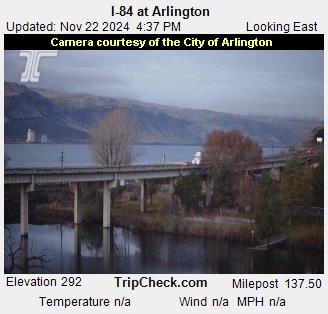 I-84 at Arlington
Updated: Nov 22 2024 4:37 PM Looking East
Camera courtesy of the City of Arlington
Elevation 292 TripCheck.com Milepost 137.50
Temperature n/a Wind n/a MPH n/a